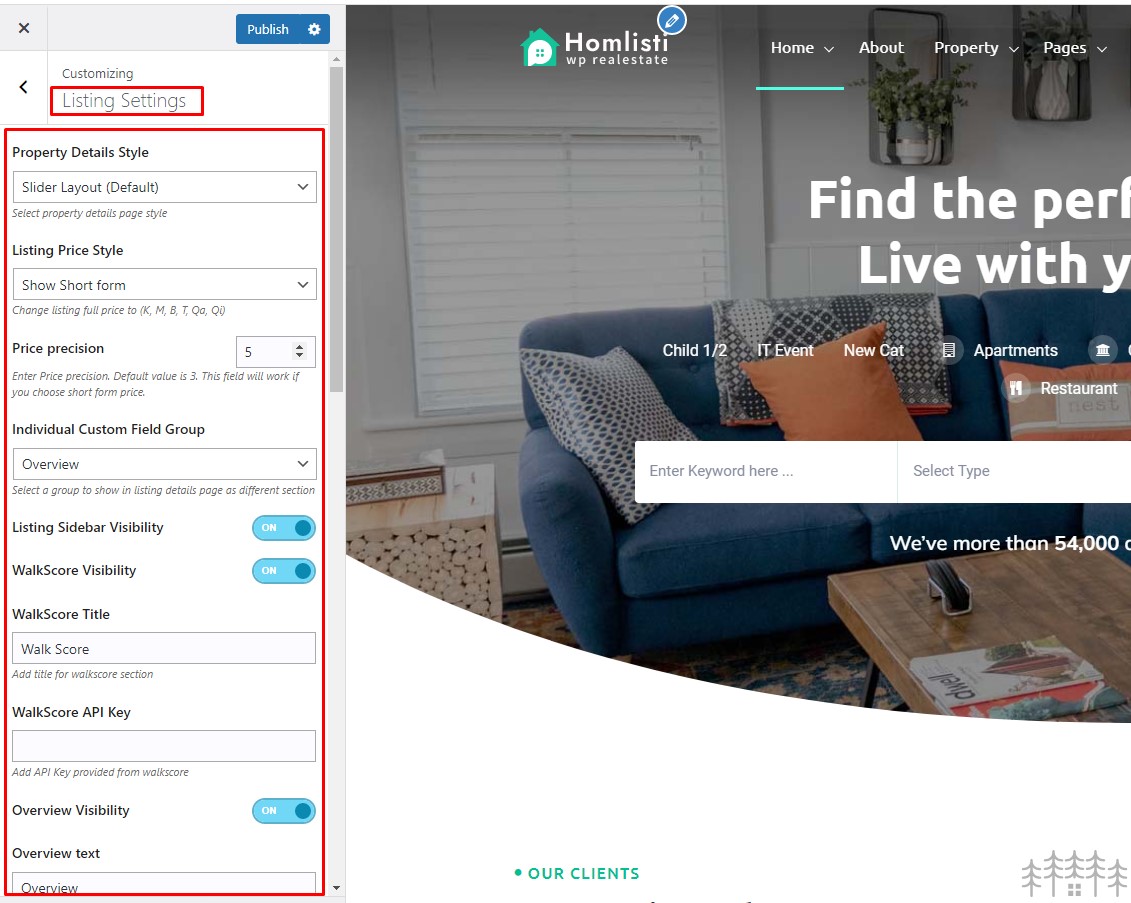 Publish
Customizing
Listing Settings
Property Details Style
Slider Layout (Default)
Select property details page style
Listing Price Style
Show Short form
Change listing full price to (K, M, B, T, Qa, Qi)
Price precision
5
Enter Price precision. Default value is 3. This field will work if
you choose short form price.
Individual Custom Field Group
Overview
Select a group to show in listing details page as different section
Listing Sidebar Visibility
ON
WalkScore Visibility
ON
WalkScore Title
Walk Score
Add title for walkscore section
WalkScore API Key
Add API Key provided from walkscore
Overview Visibility
ON
Overview text
Overview
Homlisti
wp realestate
Home
About
Property
Pages
Find the perf
Live with y
Child 1/2
IT Event
New Cat
Apartments
Restaurant
nest
Enter Keyword here ...
Select Type
We've more than 54,000
dwell
OUR CLIENTS